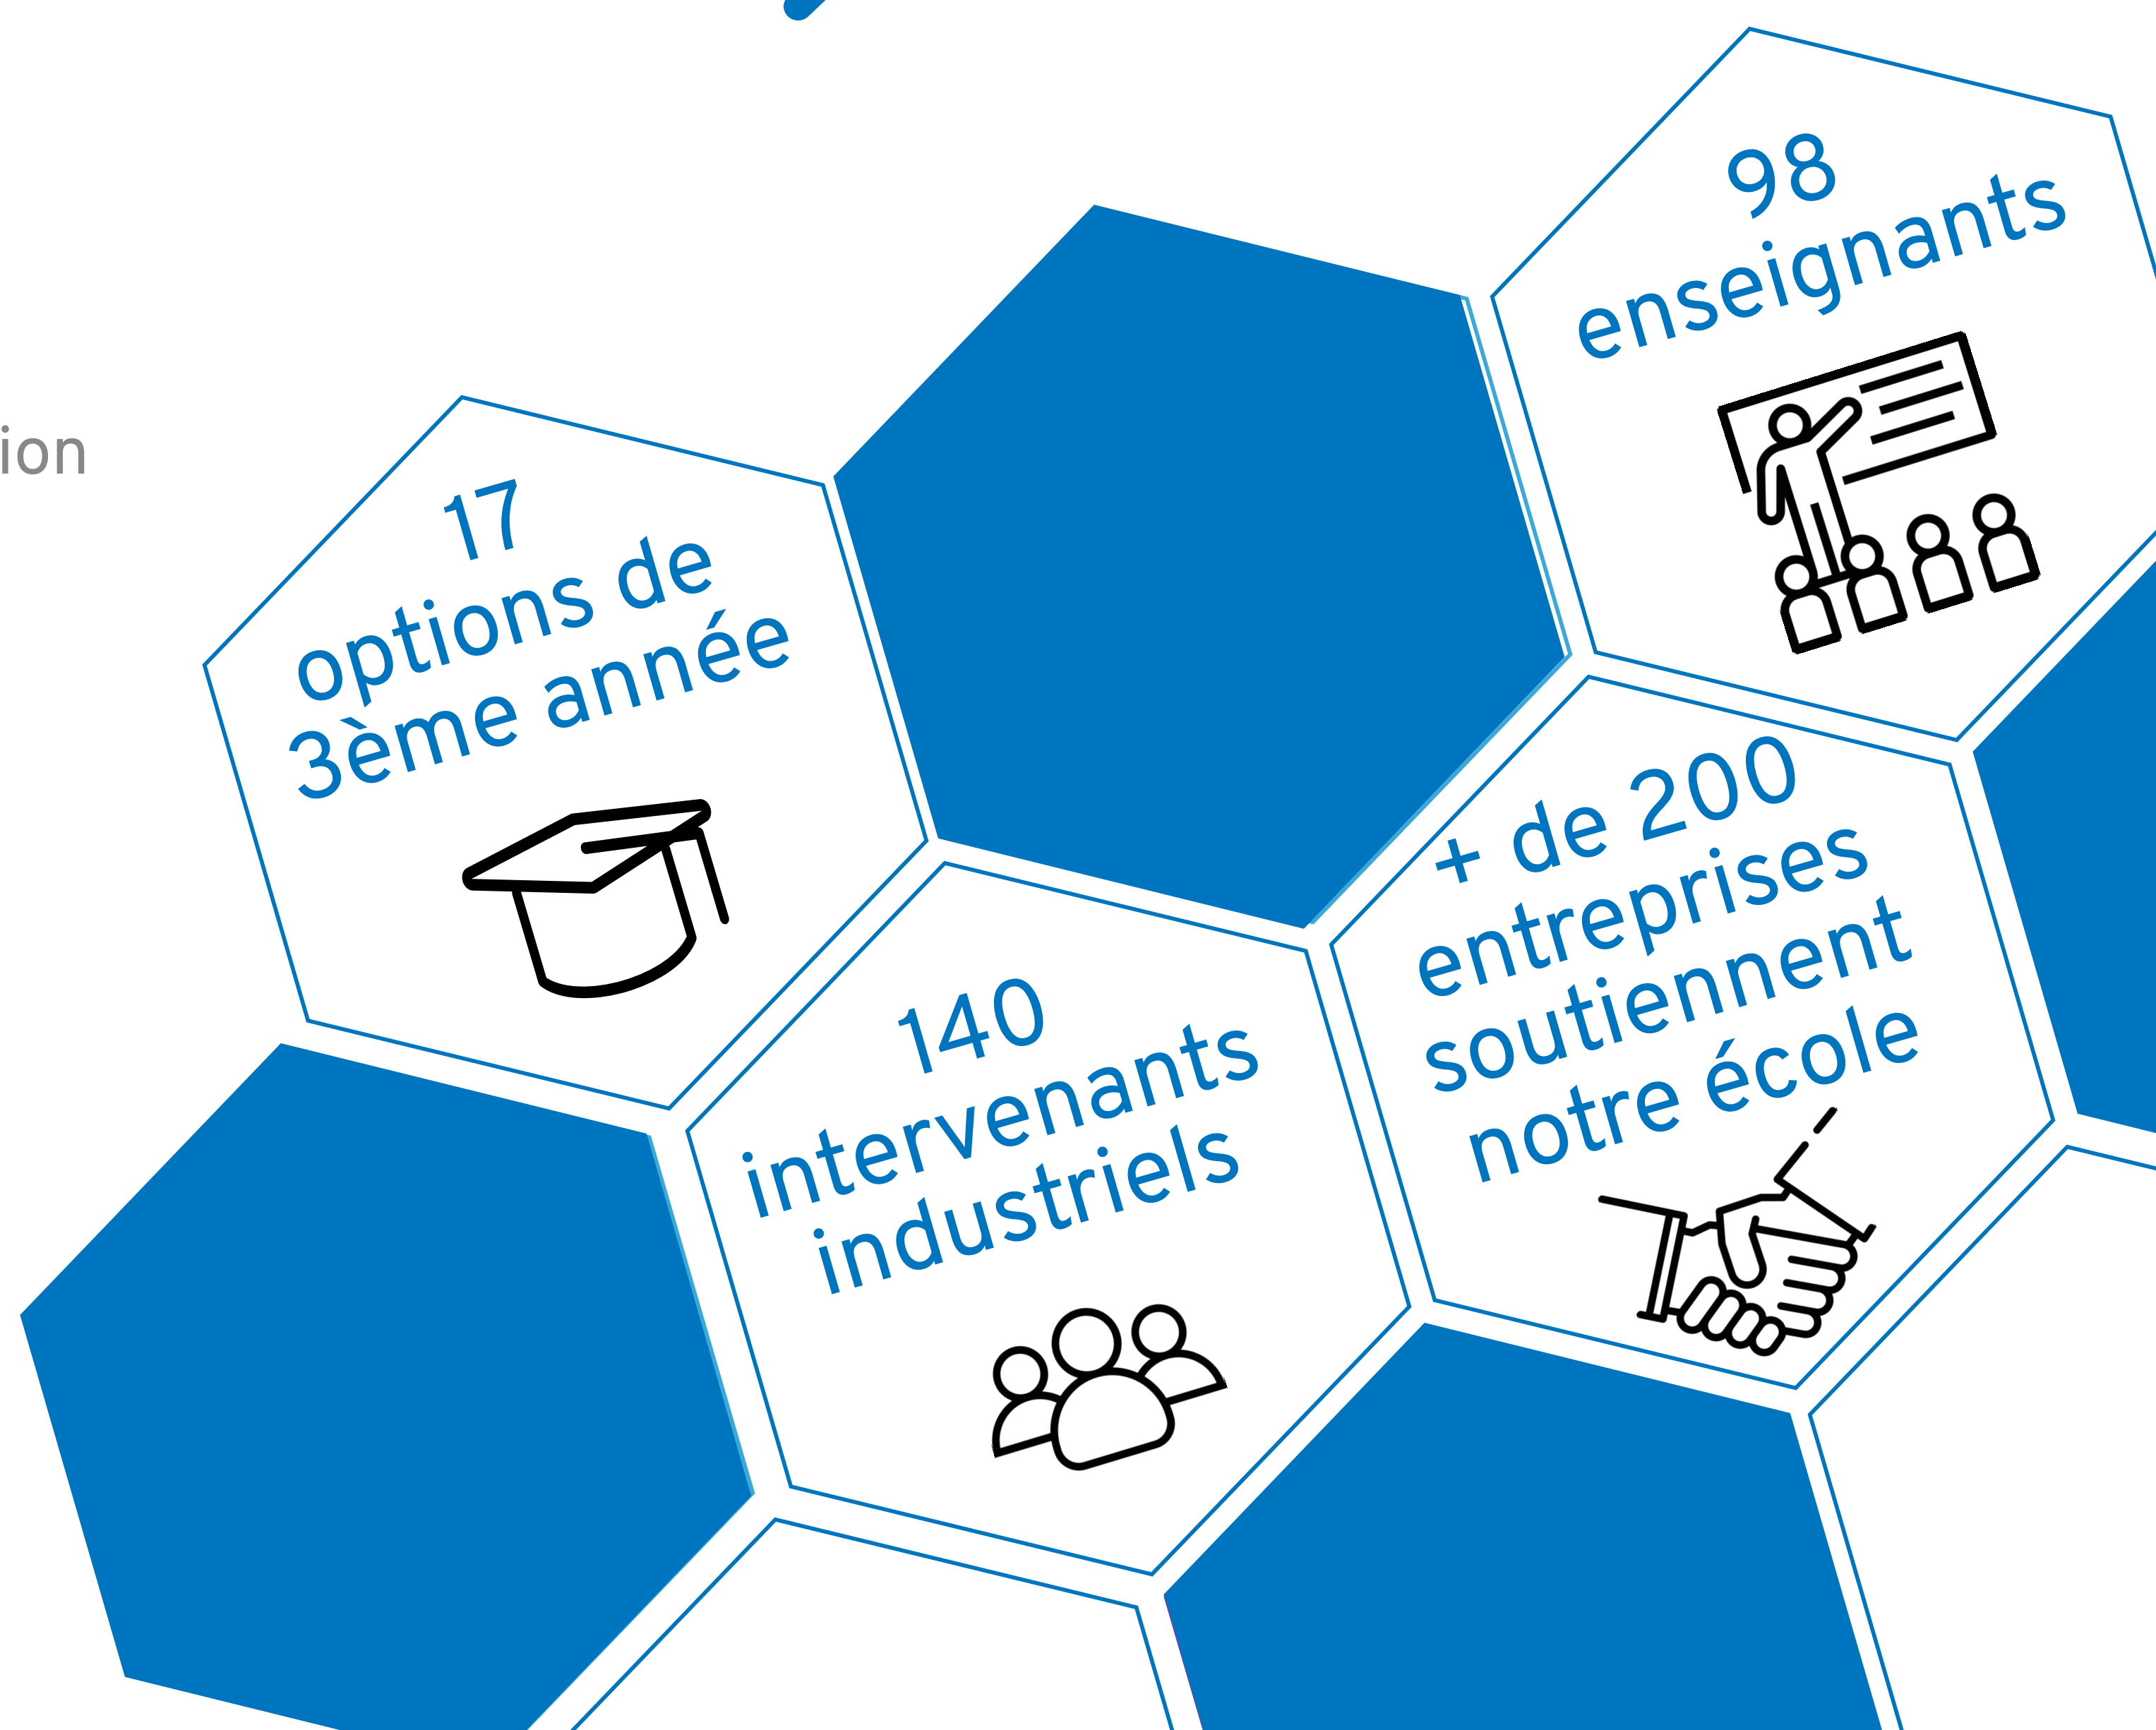 98
enseignants
ion
17
options de
3ème année
+ de 200
entreprises
soutiennent
notre école
140
intervenants
industriels